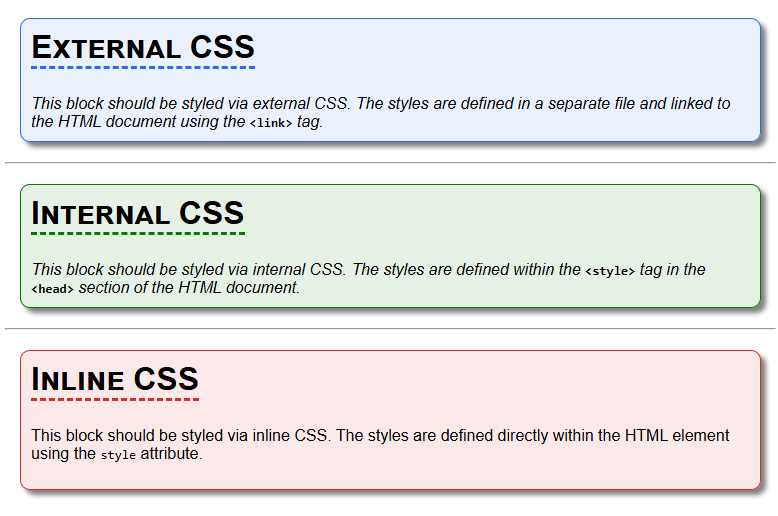 External CSS
This block should be styled via external CSS. The styles are defined in a separate file and linked to
the HTML document using the <link> tag.
Internal CSS
This block should be styled via internal CSS. The styles are defined within the <style> tag in the
<head> section of the HTML document.
Inline CSS
This block should be styled via inline CSS. The styles are defined directly within the HTML element
using the style attribute.